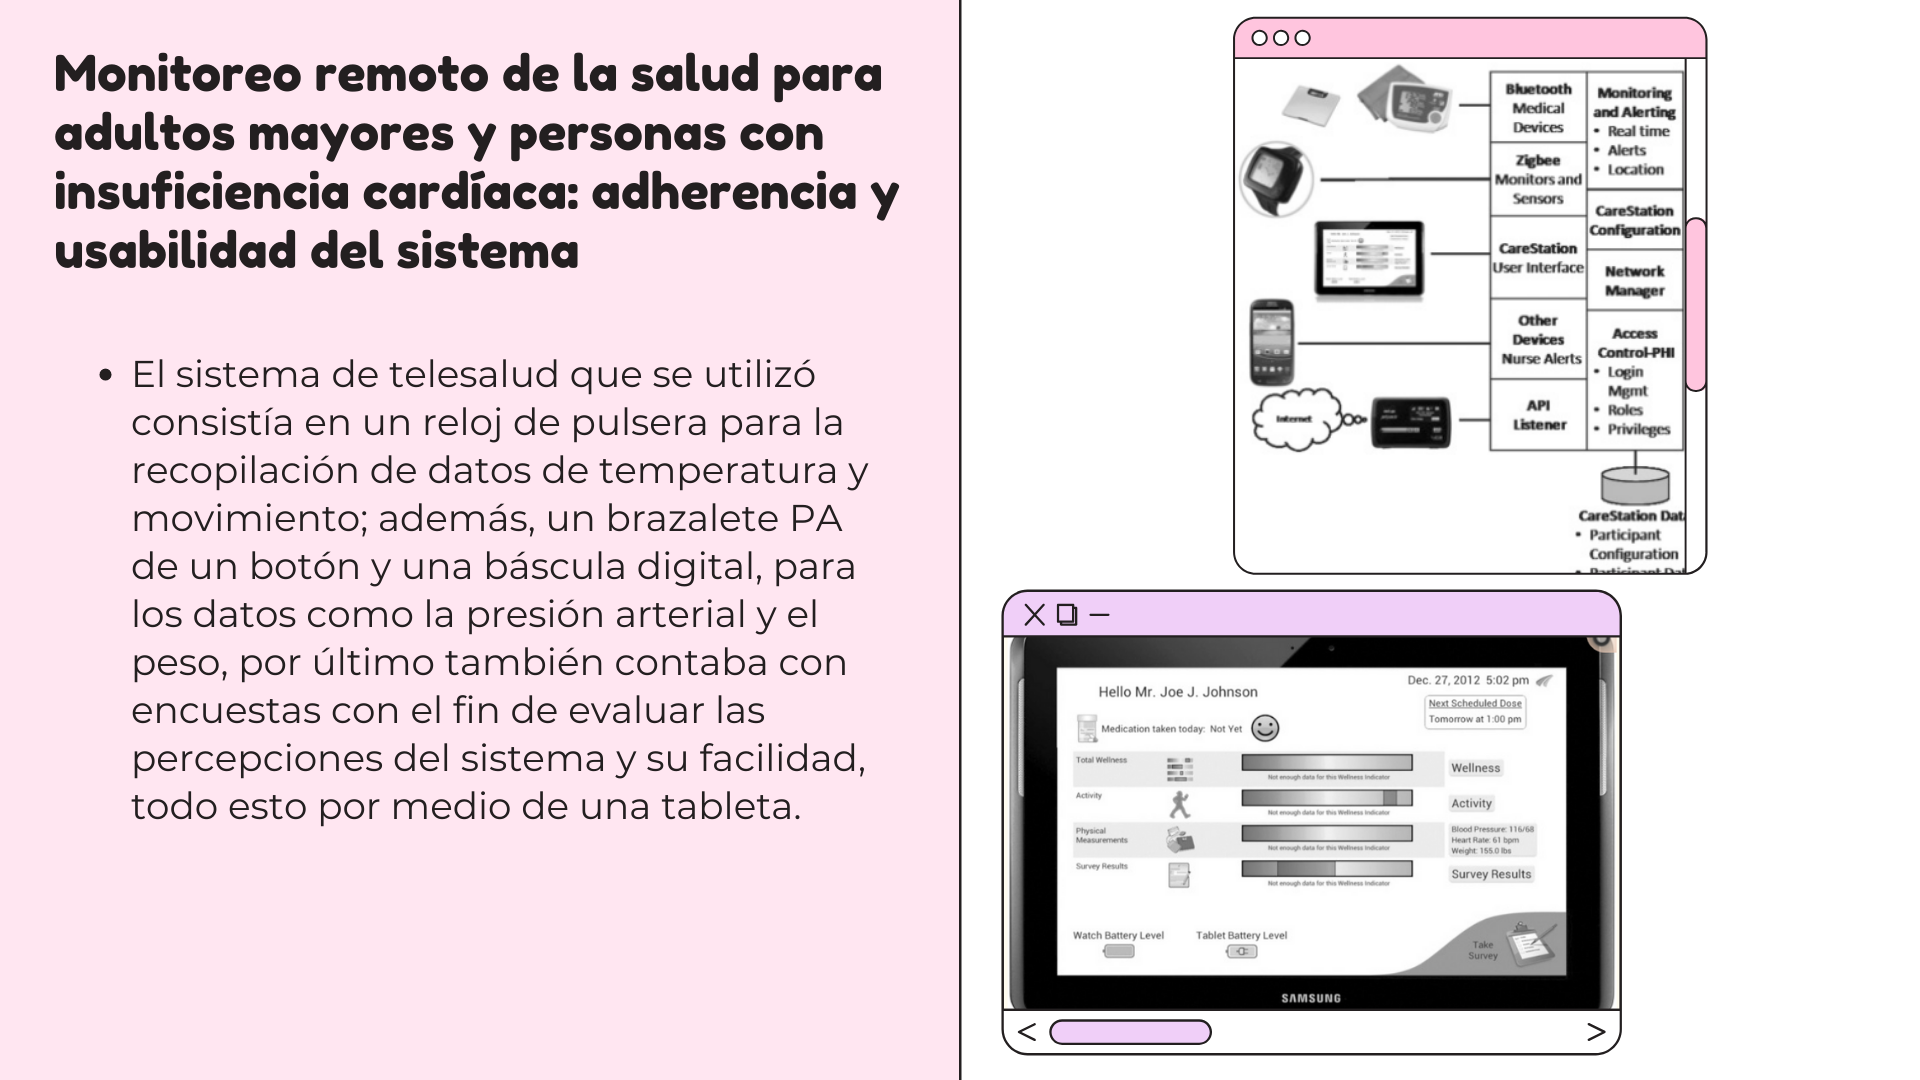 Monitoreo remoto de la salud para
adultos mayores y personas con
insuficiencia cardíaca: adherencia y
usabilidad del sistema
• El sistema de telesalud que se utilizó
consistía en un reloj de pulsera para la
recopilación de datos de temperatura y
movimiento; además, un brazalete PA
de un botón y una báscula digital, para
los datos como la presión arterial y el
peso, por último también contaba con
encuestas con el fin de evaluar las
percepciones del sistema y su facilidad,
todo esto por medio de una tableta.
Bluetooth
Medical
Devices
Zigbee
Monitors and
Sensors
CareStation
User Interface
Other
Devices
Nurse Alerts
API
Listener
Monitoring
and Alerting
• Real time
• Alerts
• Location
CareStation
Configuration
Network
Manager
Access
Control-PHI
• Login
Mgmt
• Roles
• Privileges
Internet
CareStation Data
• Participant
Configuration
• Participant Dat
Hello Mr. Joe J. Johnson
Dec. 27, 2012 5:02 pm
Next Scheduled Dose
Tomorrow at 1:00 pm
Medication taken today: Not Yet
Total Wellness
Not enough data for this Wellness Indicator
Wellness
Activity
Not enough data for this Wellness Indicator
Activity
Physical
Measurements
Not enough data for this Wellness Indicator
Blood Pressure: 116/68
Heart Rate: 61 bpm
Weight: 155.0 lbs
Survey Results
Not enough data for this Wellness Indicator
Survey Results
Watch Battery Level
Tablet Battery Level
Take
Survey
SAMSUNG